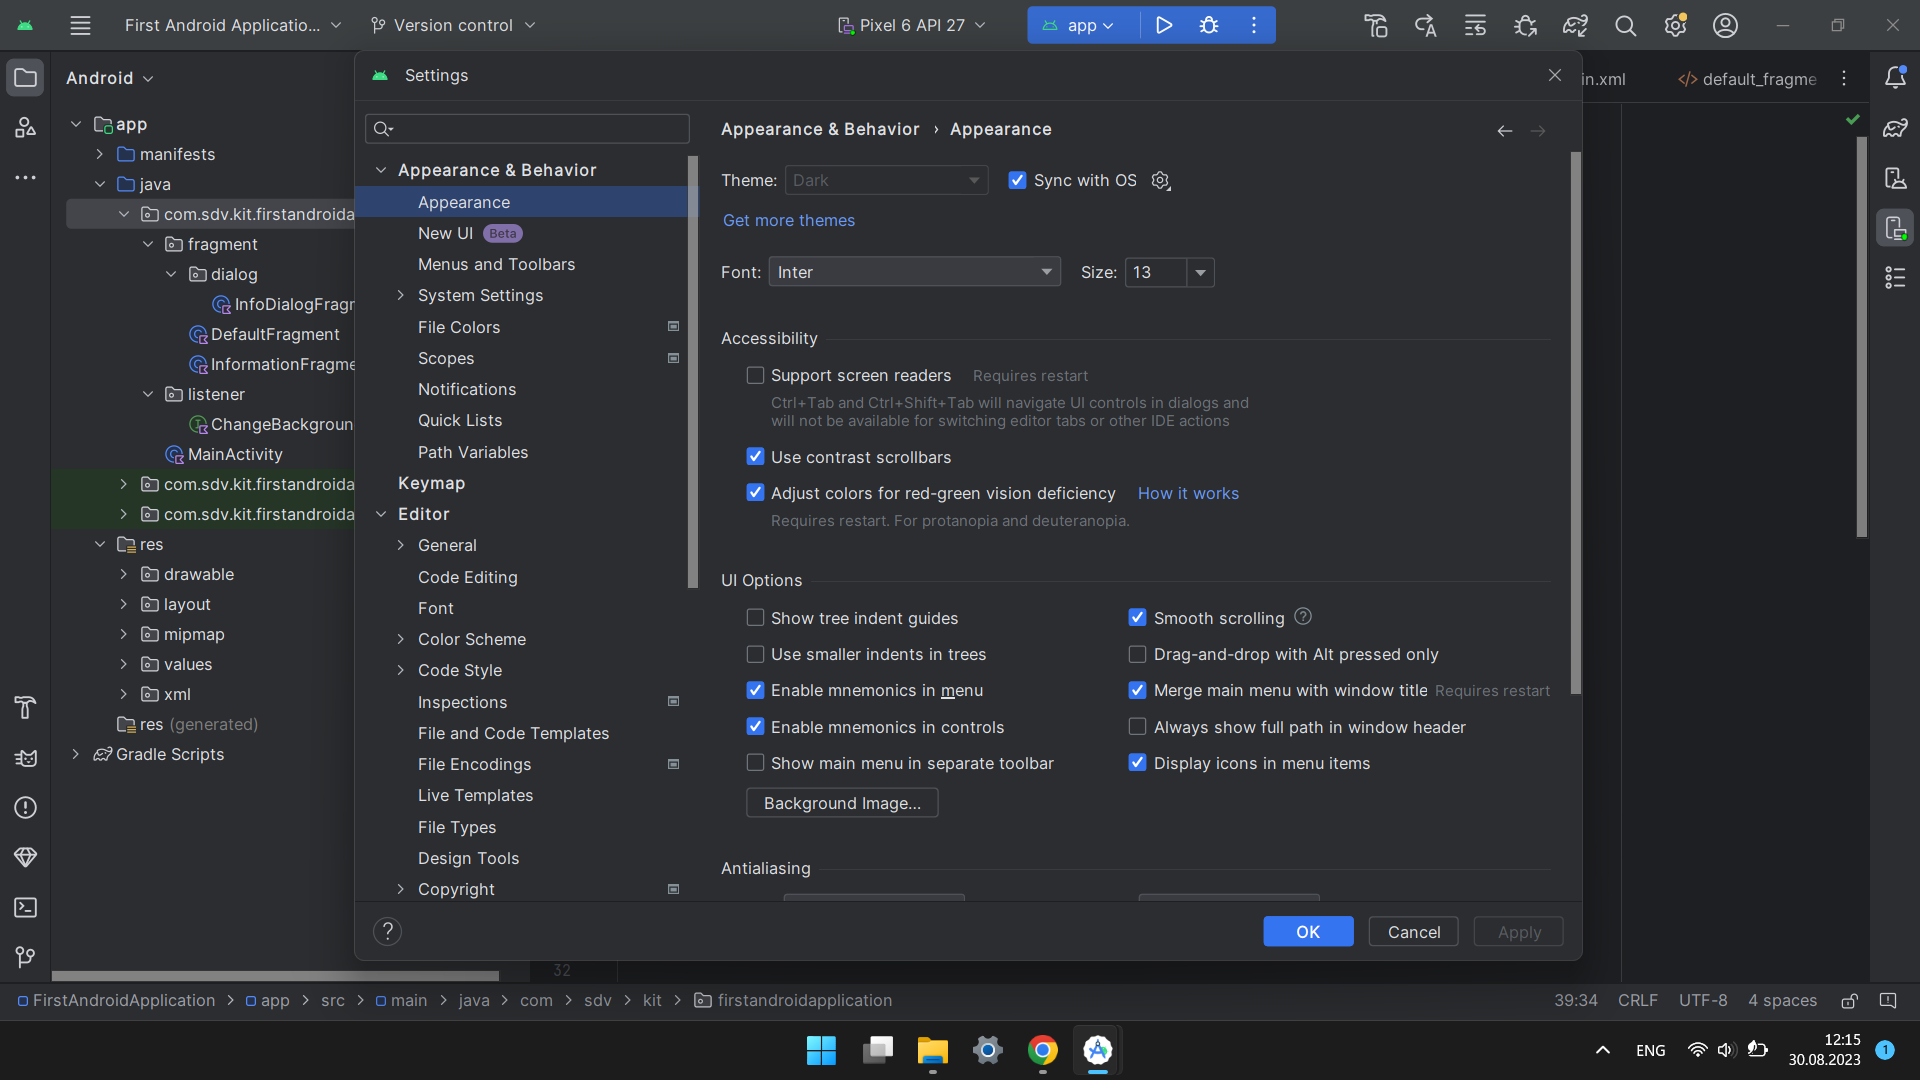 First Android Applicatio...
Version control
Pixel 6 API 27
app
Android
app
manifests
java
com.sdv.kit.firstandroida
fragment
dialog
InfoDialogFragr
DefaultFragment
InformationFragme
listener
ChangeBackgroun
MainActivity
com.sdv.kit.firstandroida
com.sdv.kit.firstandroida
res
drawable
layout
mipmap
values
xml
res (generated)
Gradle Scripts
in.xml
default_fragme
Settings
Appearance & Behavior
Appearance
New UI Beta
Menus and Toolbars
System Settings
File Colors
Scopes
Notifications
Quick Lists
Path Variables
Keymap
Editor
General
Code Editing
Font
Color Scheme
Code Style
Inspections
File and Code Templates
File Encodings
Live Templates
File Types
Design Tools
Copyright
Appearance & Behavior › Appearance
Theme: Dark Sync with OS
Get more themes
Font: Inter Size: 13
Accessibility
Support screen readers Requires restart
Ctrl+Tab and Ctrl+Shift+Tab will navigate UI controls in dialogs and
will not be available for switching editor tabs or other IDE actions
Use contrast scrollbars
Adjust colors for red-green vision deficiency How it works
Requires restart. For protanopia and deuteranopia.
UI Options
Show tree indent guides
Smooth scrolling ?
Use smaller indents in trees
Drag-and-drop with Alt pressed only
Enable mnemonics in menu
Merge main menu with window title Requires restart
Enable mnemonics in controls
Always show full path in window header
Show main menu in separate toolbar
Display icons in menu items
Background Image...
Antialiasing
?
OK
Cancel
Apply
32
FirstAndroidApplication > app > src > main > java > com > sdv > kit > firstandroidapplication
39:34 CRLF UTF-8 4 spaces
ENG
12:15
30.08.2023
1